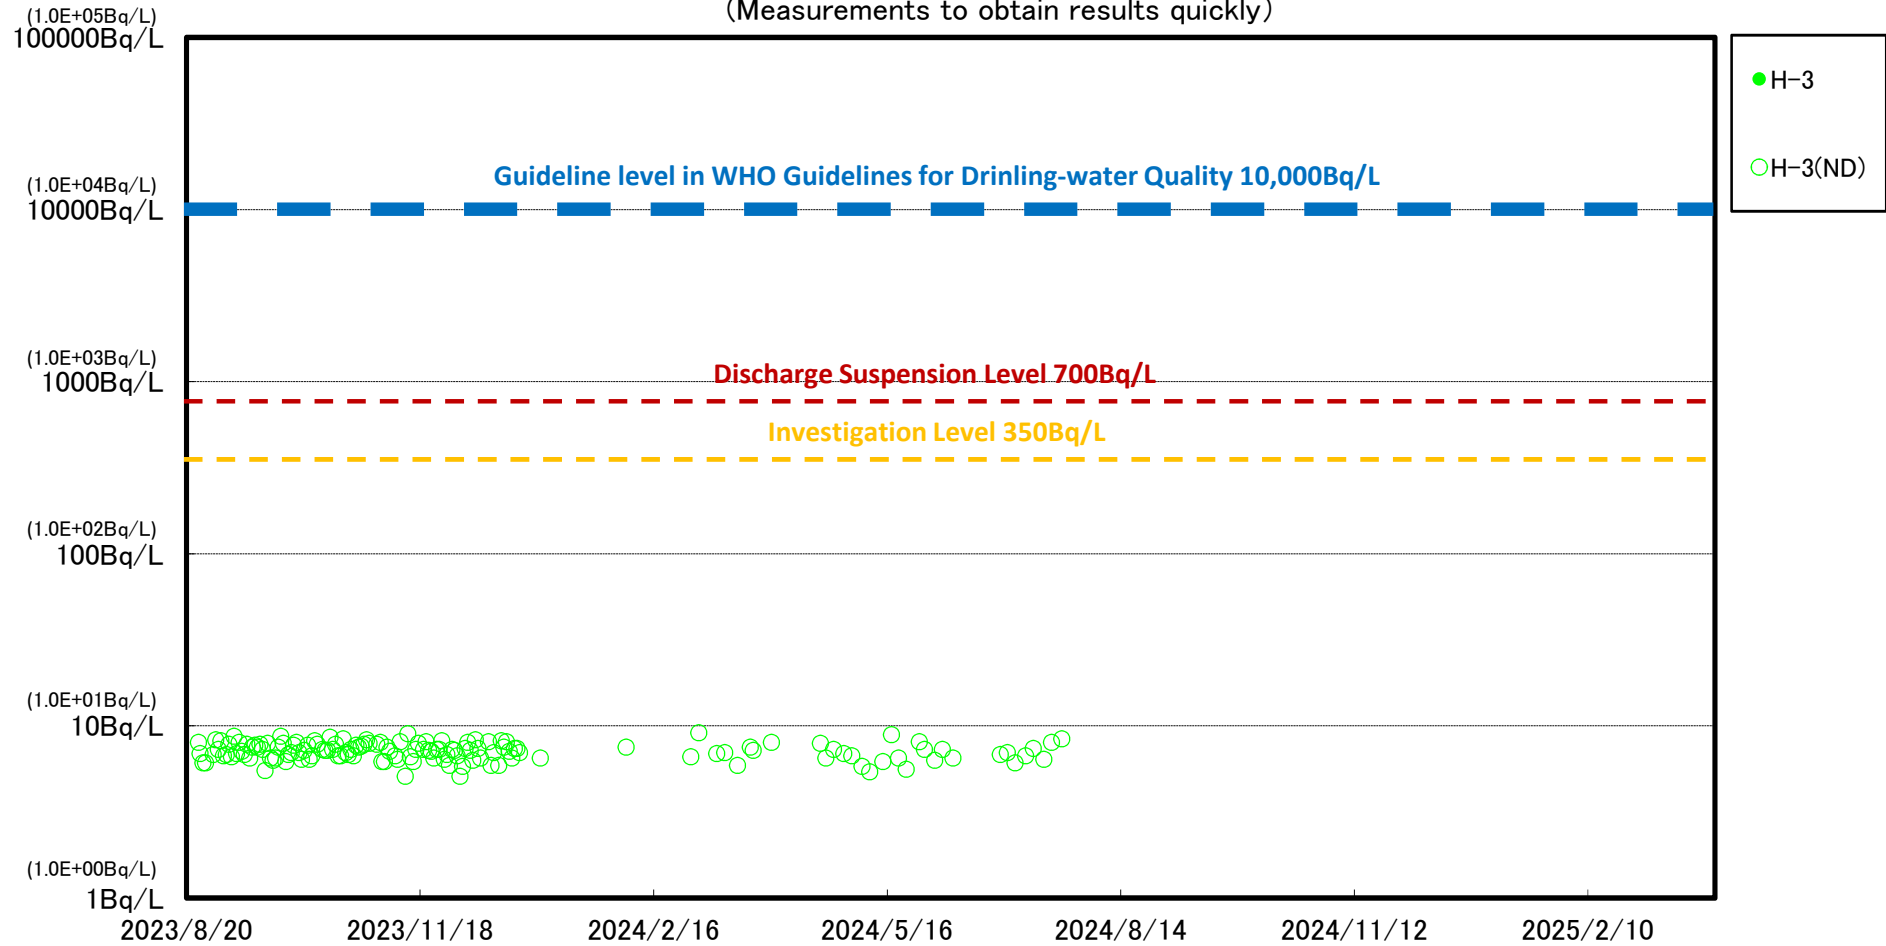 (Measurements to obtain results quickly)
(1.0E+05Bq/L)
100000Bq/L
H-3
H-3(ND)
Guideline level in WHO Guidelines for Drinling-water Quality 10,000Bq/L
(1.0E+04Bq/L)
10000Bq/L
(1.0E+03Bq/L)
1000Bq/L
Discharge Suspension Level 700Bq/L
Investigation Level 350Bq/L
(1.0E+02Bq/L)
100Bq/L
(1.0E+01Bq/L)
10Bq/L
(1.0E+00Bq/L)
1Bq/L
2023/8/20 2023/11/18 2024/2/16 2024/5/16 2024/8/14 2024/11/12 2025/2/10